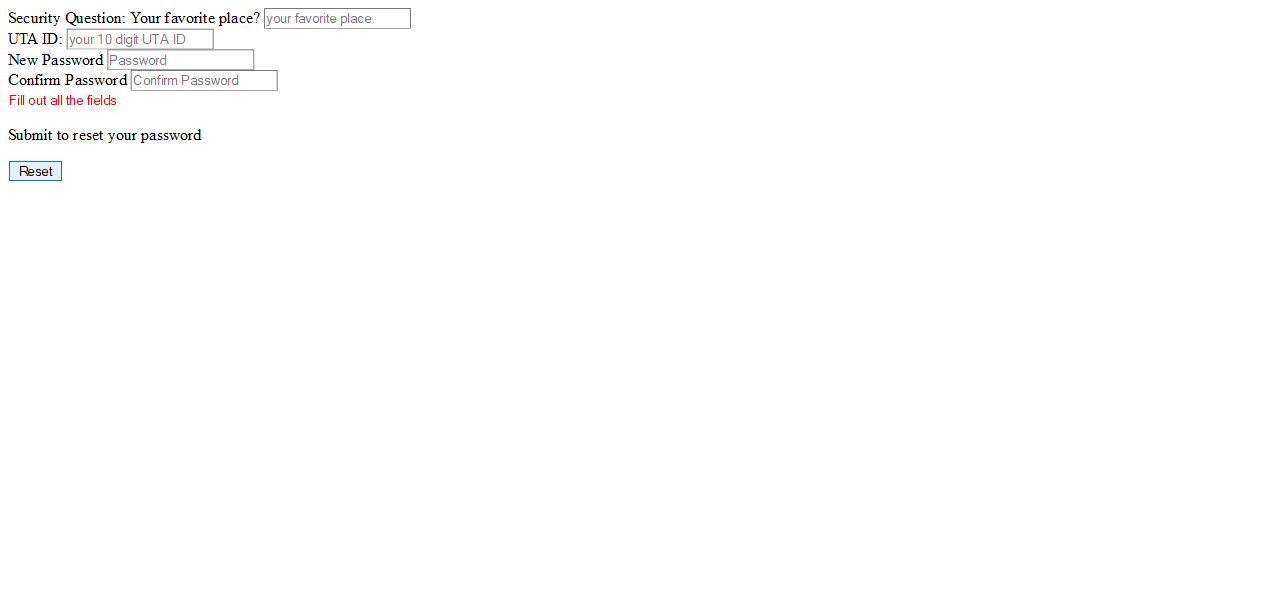 Security Question: Your favorite place? your favorite place
UTA ID: your 10 digit UTA ID
New Password Password
Confirm Password Confirm Password
Fill out all the fields
Submit to reset your password
Reset